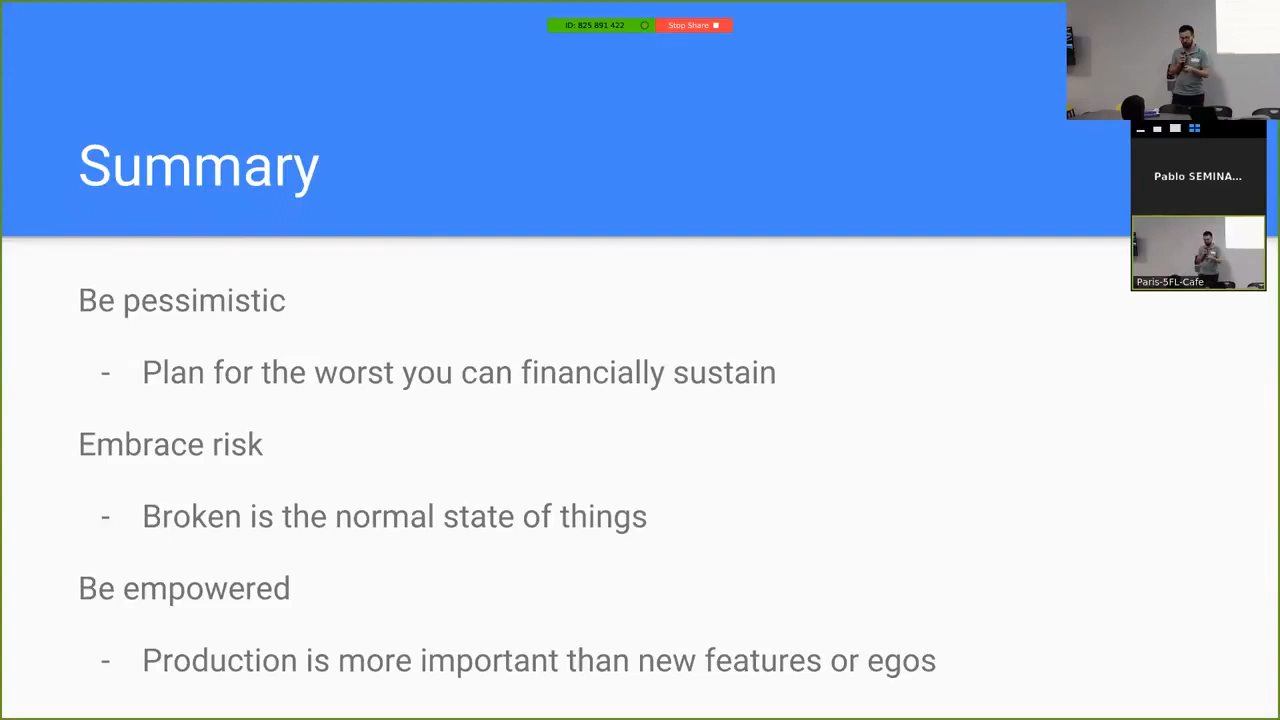 ID: 825 891 422
Stop Share
Summary
Pablo SEMINA...
Paris-5FL-Cafe
Be pessimistic
- Plan for the worst you can financially sustain
Embrace risk
- Broken is the normal state of things
Be empowered
- Production is more important than new features or egos